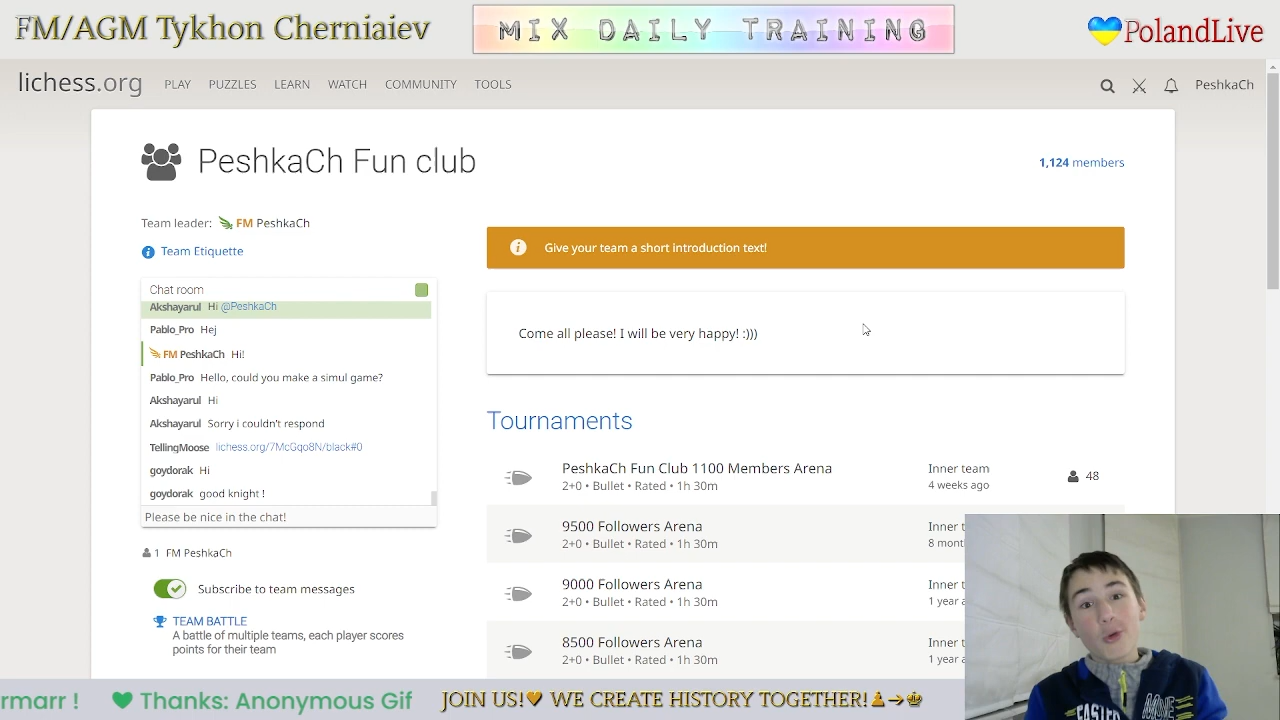 FM/AGM Tykhon Cherniaiev
MIX DAILY TRAINING
PolandLive
lichess.org PLAY PUZZLES LEARN WATCH COMMUNITY TOOLS PeshkaCh
PeshkaCh Fun club
1,124 members
Team leader: FM PeshkaCh
Team Etiquette
Give your team a short introduction text!
Chat room
Akshayarul Hi @PeshkaCh
Pablo_Pro Hej
FM PeshkaCh Hi!
Pablo_Pro Hello, could you make a simul game?
Akshayarul Hi
Akshayarul Sorry i couldn't respond
TellingMoose lichess.org/7McGqo8N/black#0
goydorak Hi
goydorak good knight !
Please be nice in the chat!
1 FM PeshkaCh
Subscribe to team messages
TEAM BATTLE
A battle of multiple teams, each player scores
points for their team
Come all please! I will be very happy! :)))
Tournaments
PeshkaCh Fun Club 1100 Members Arena
2+0 • Bullet • Rated • 1h 30m
Inner team
4 weeks ago
48
9500 Followers Arena
2+0 • Bullet • Rated • 1h 30m
Inner t
8 mont
9000 Followers Arena
2+0 • Bullet • Rated • 1h 30m
Inner t
1 year a
8500 Followers Arena
2+0 • Bullet • Rated • 1h 30m
Inner t
1 year a
rmarr ! Thanks: Anonymous Gif
JOIN US! WE CREATE HISTORY TOGETHER!